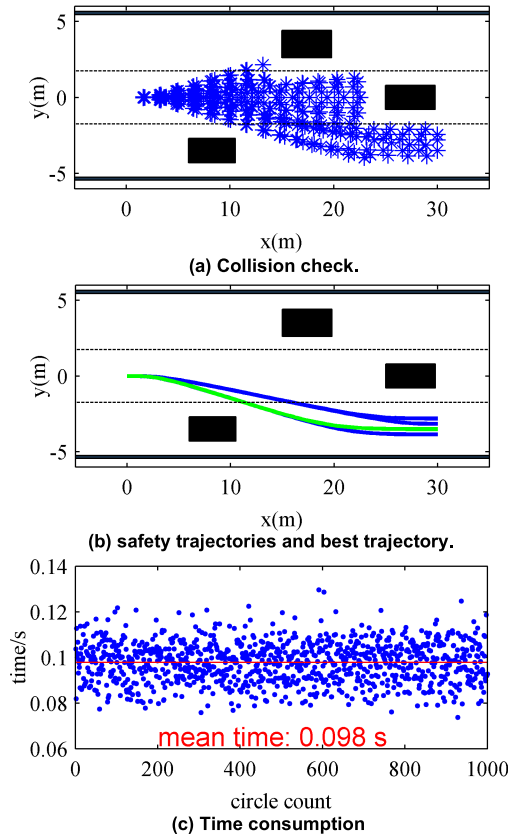 5
0
-5
y(m)
0 10 20 30
x(m)
(a) Collision check.
5
0
-5
y(m)
0 10 20 30
x(m)
(b) safety trajectories and best trajectory.
0.14
0.12
0.1
0.08
0.06
time/s
mean time: 0.098 s
0 200 400 600 800 1000
circle count
(c) Time consumption